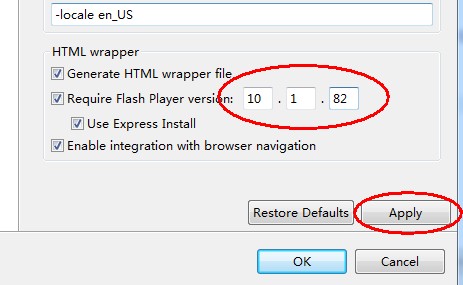 -locale en_US
HTML wrapper
Generate HTML wrapper file
Require Flash Player version: 10 . 1 . 82
Use Express Install
Enable integration with browser navigation
Restore Defaults Apply
OK Cancel